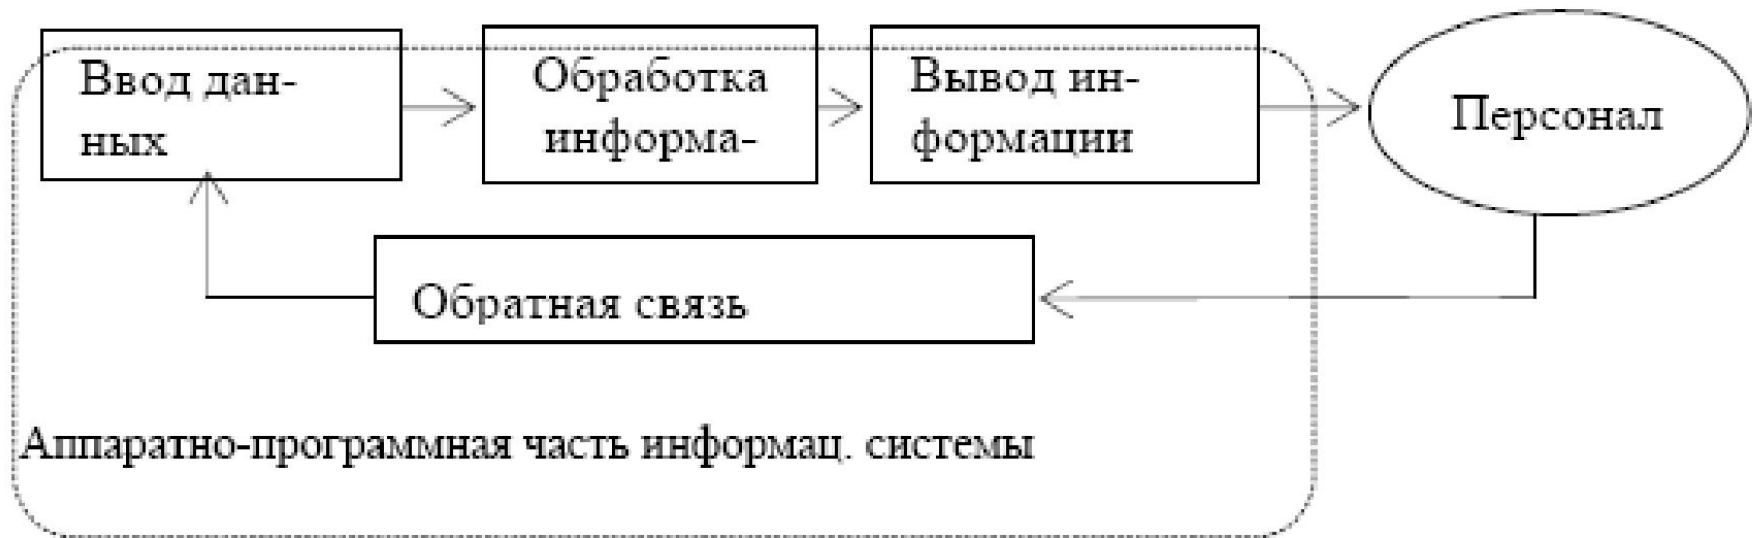 Ввод дан-
ных
Обработка
информа-
Вывод ин-
формации
Персонал
Обратная связь
Аппаратно-программная часть информац. системы